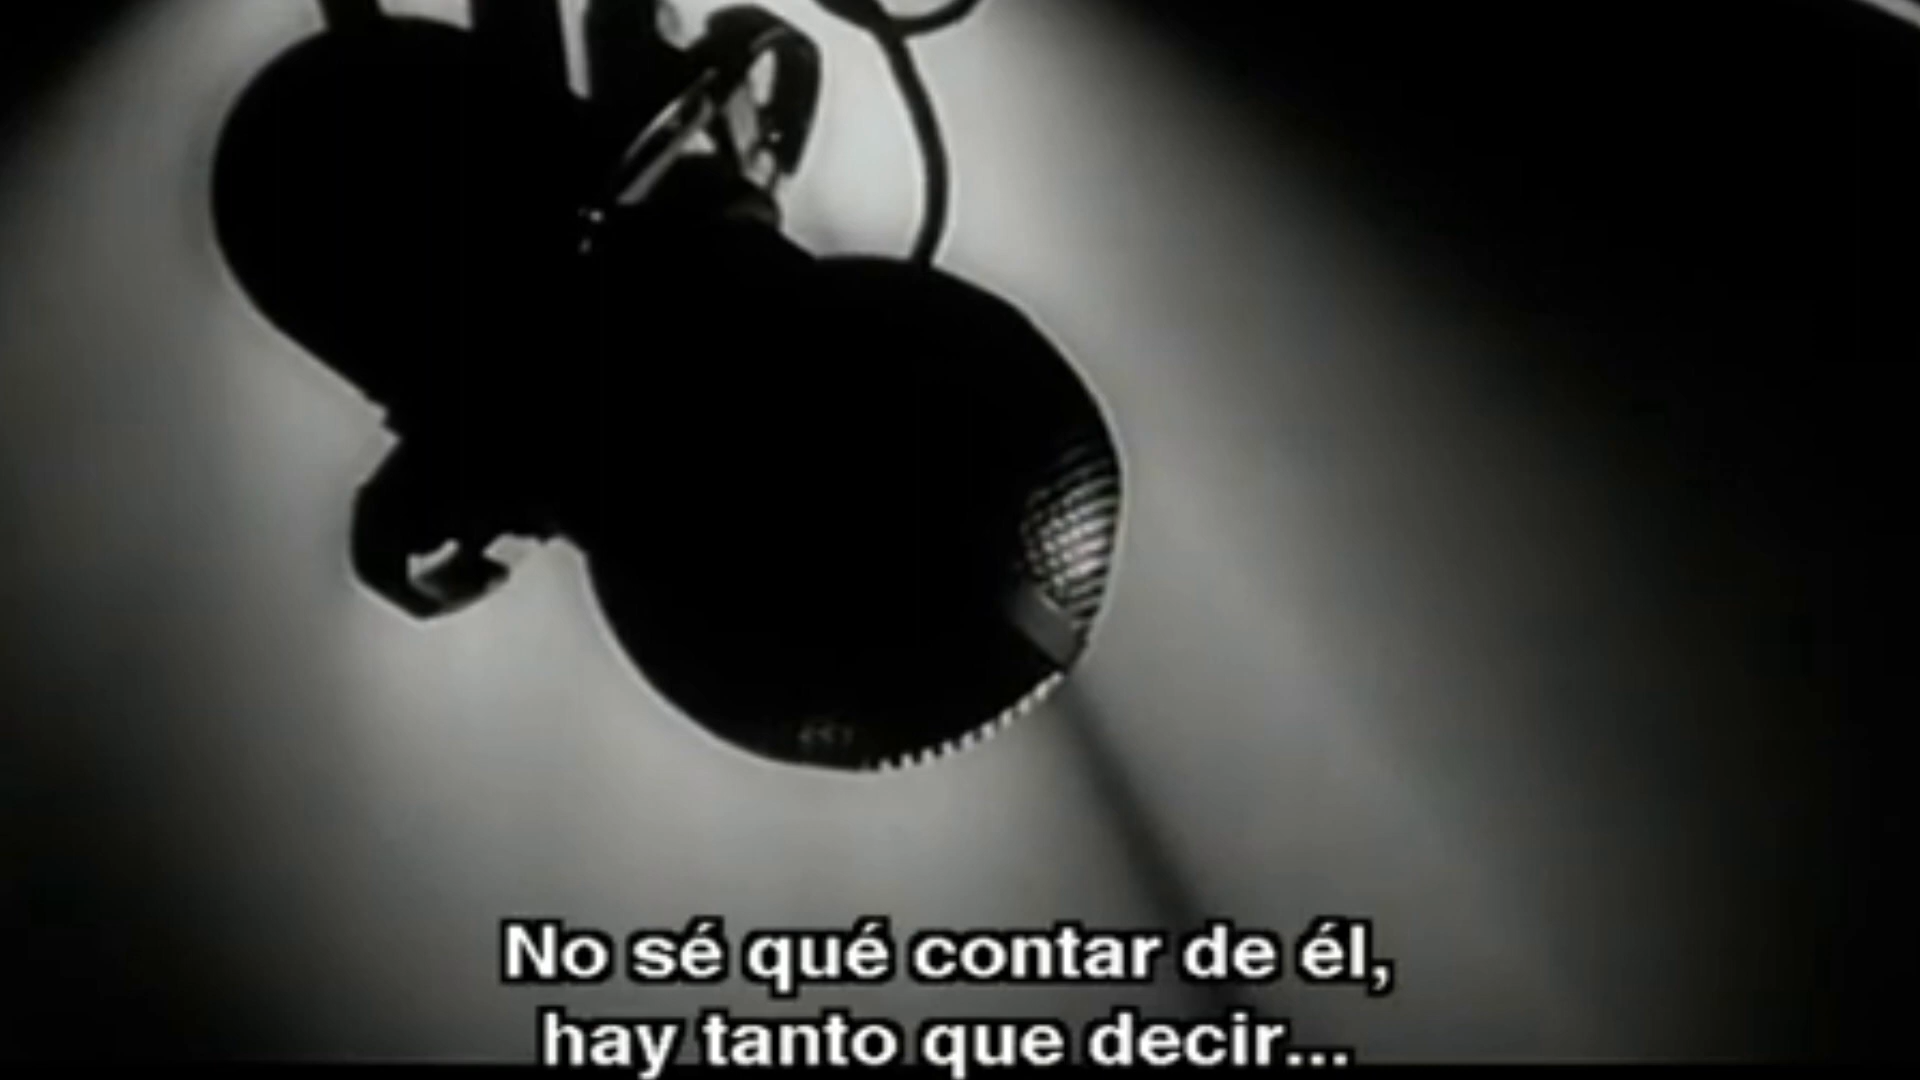 No sé qué contar de él,
hay tanto que decir...